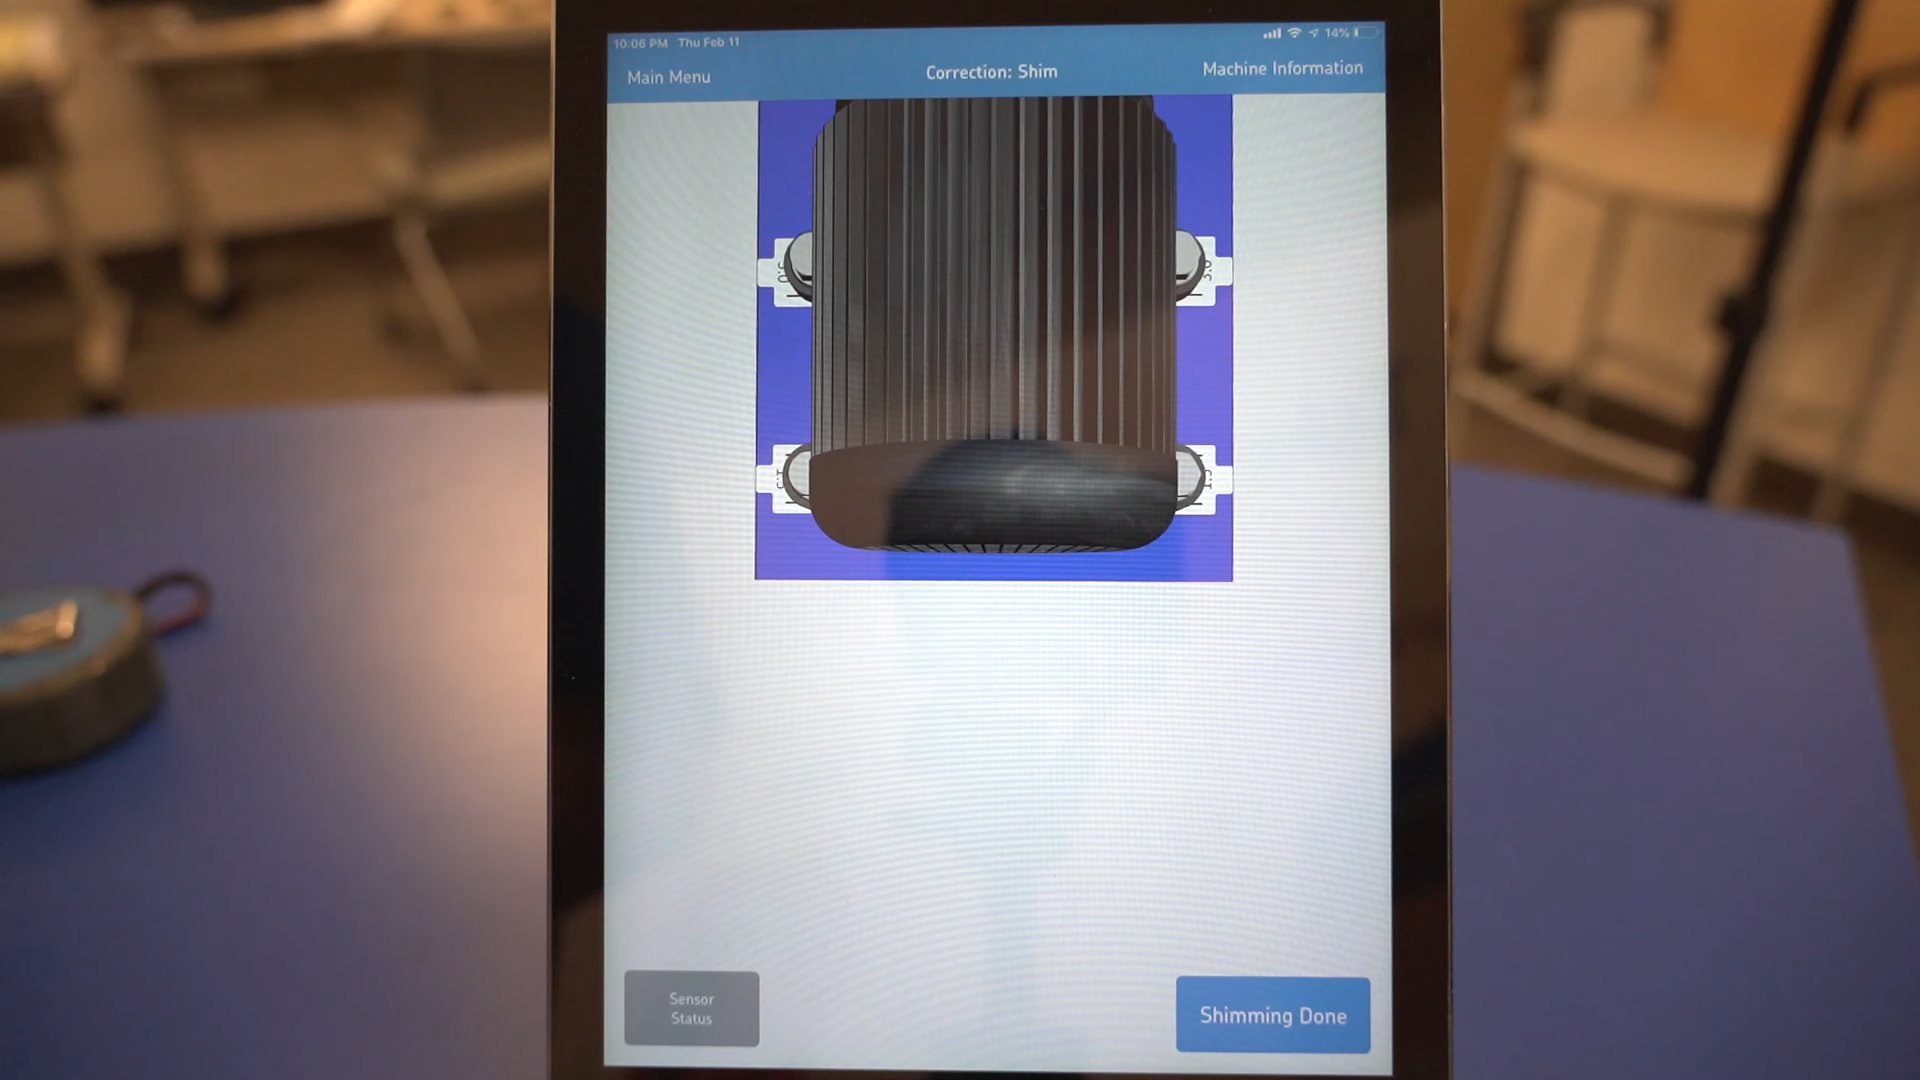 10:06 PM Thu Feb 11
14%
Main Menu
Correction: Shim
Machine Information
Sensor
Status
Shimming Done